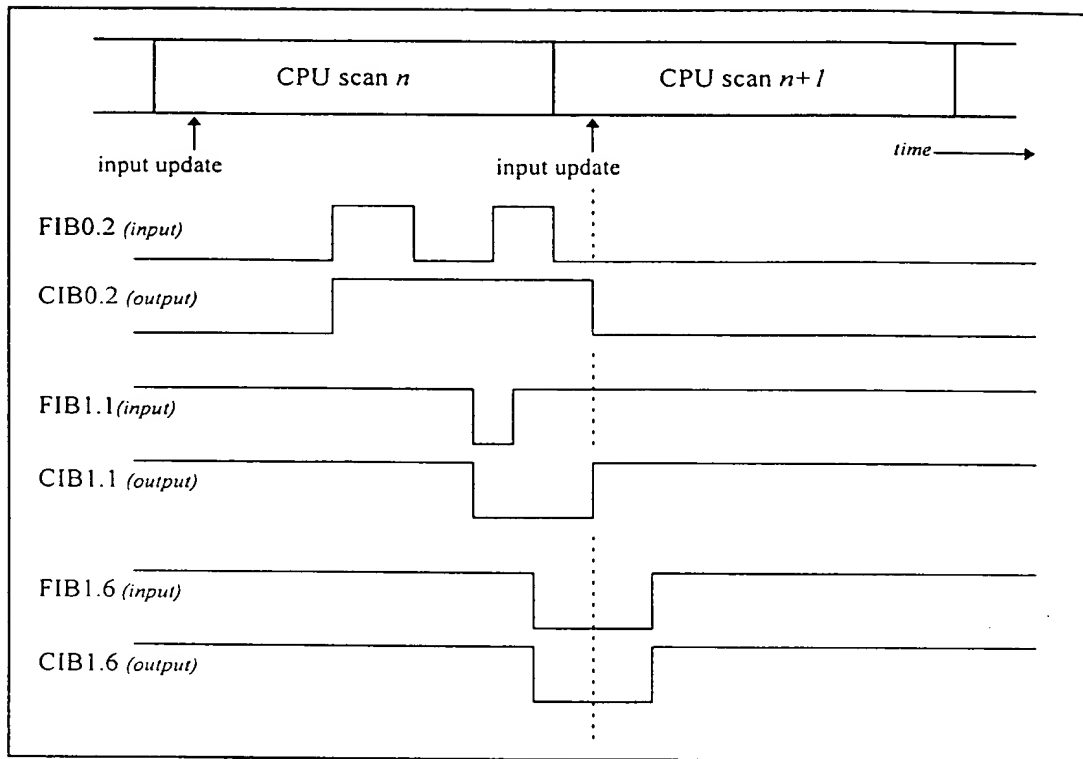 CPU scan n CPU scan n+1
input update input update time
FIB0.2 (input)
CIB0.2 (output)
FIB1.1(input)
CIB1.1 (output)
FIB1.6 (input)
CIB1.6 (output)